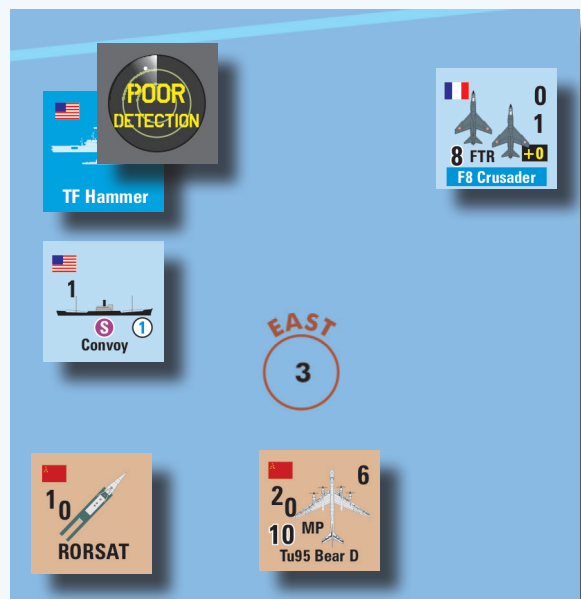 POOR
DETECTION
TF Hammer
0
1
8 FTR +0
F8 Crusader
1
S 1
Convoy
EAST
3
1 0
RORSAT
6
2 0
10 MP
Tu95 Bear D